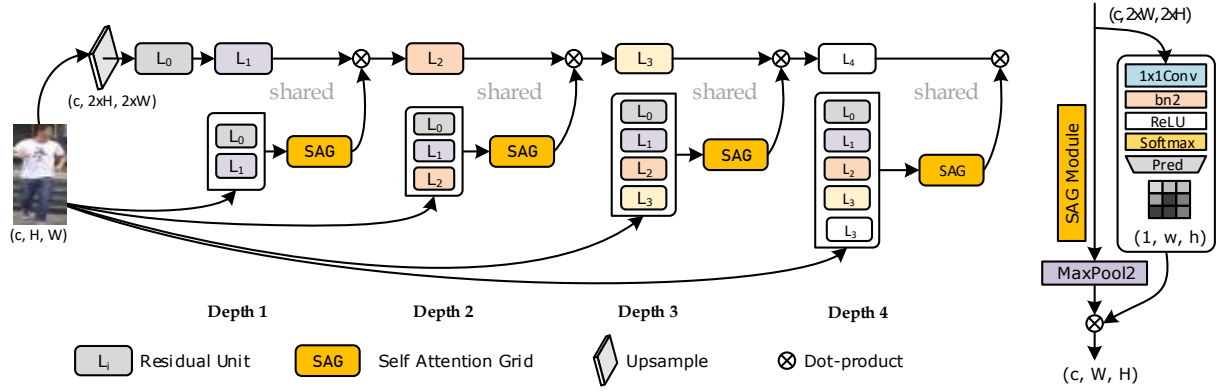 (c, 2xH, 2xW)
L₀
L₁
L₂
L₃
L₄
shared
shared
shared
shared
(c, H, W)
L₀
L₁
SAG
L₀
L₁
L₂
SAG
L₀
L₁
L₂
L₃
SAG
L₀
L₁
L₂
L₃
L₃
SAG
Depth 1
Depth 2
Depth 3
Depth 4
Lᵢ
Residual Unit
SAG
Self Attention Grid
Upsample
Dot-product
(c,2xW,2xH)
1x1Conv
bn2
ReLU
Softmax
Pred
(1, w, h)
SAG Module
MaxPool2
(c, W, H)